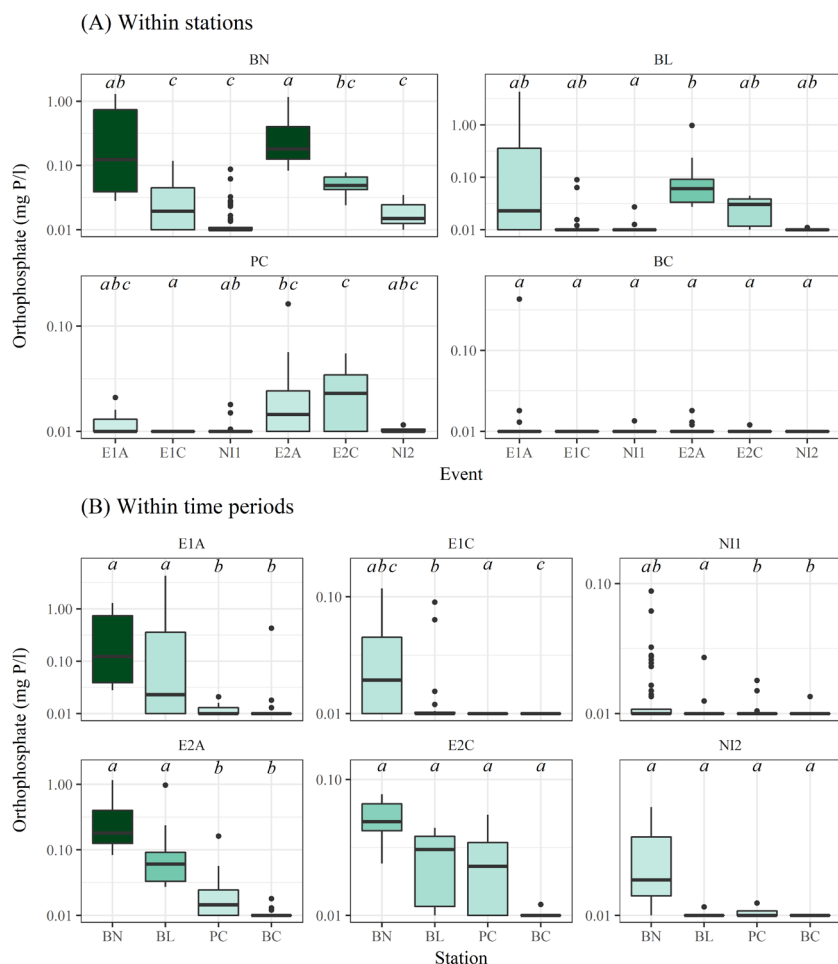 (A) Within stations
BN
BL
ab c c a bc c
ab ab a b ab ab
1.00
0.10
0.01
1.00
0.10
0.01
PC
BC
abc a ab bc c abc
a a a a a a
0.10
0.01
0.10
0.01
E1A E1C NI1 E2A E2C NI2
E1A E1C NI1 E2A E2C NI2
Event
Orthophosphate (mg P/l)
(B) Within time periods
E1A
E1C
NI1
a a b b
abc b a c
ab a b b
1.00
0.10
0.01
0.10
0.01
0.10
0.01
E2A
E2C
NI2
a a b b
a a a a
a a a a
1.00
0.10
0.01
0.10
0.01
0.01
BN BL PC BC
BN BL PC BC
BN BL PC BC
Station
Orthophosphate (mg P/l)